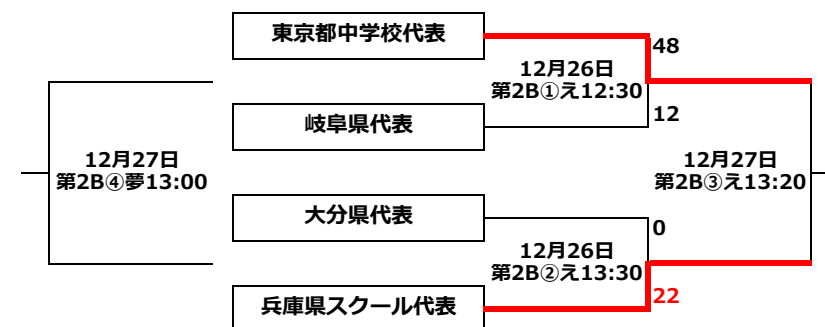 東京都中学校代表
48
12月26日
第2B①え12:30
岐阜県代表
12
12月27日
第2B④夢13:00
12月27日
第2B③え13:20
大分県代表
0
12月26日
第2B②え13:30
兵庫県スクール代表
22